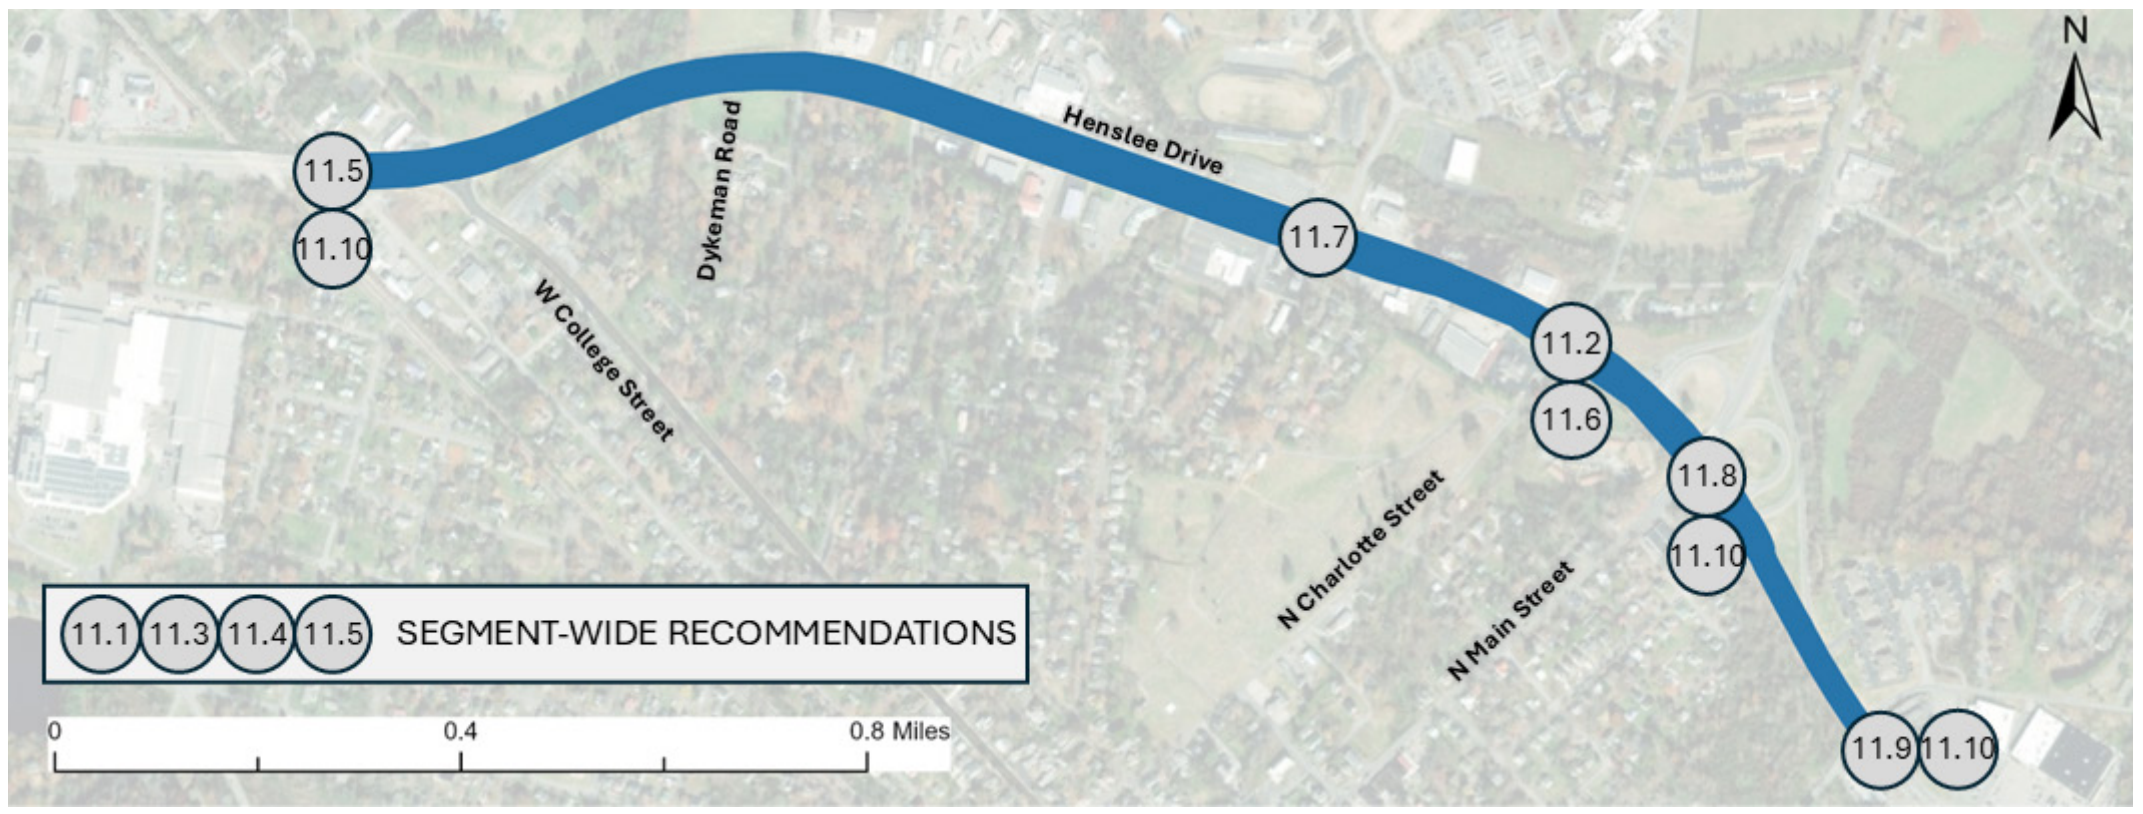 N
11.5
11.10
Dykeman Road
Henslee Drive
W College Street
11.7
11.2
11.6
11.8
11.10
N Charlotte Street
N Main Street
11.1 11.3 11.4 11.5 SEGMENT-WIDE RECOMMENDATIONS
0 0.4 0.8 Miles
11.9 11.10